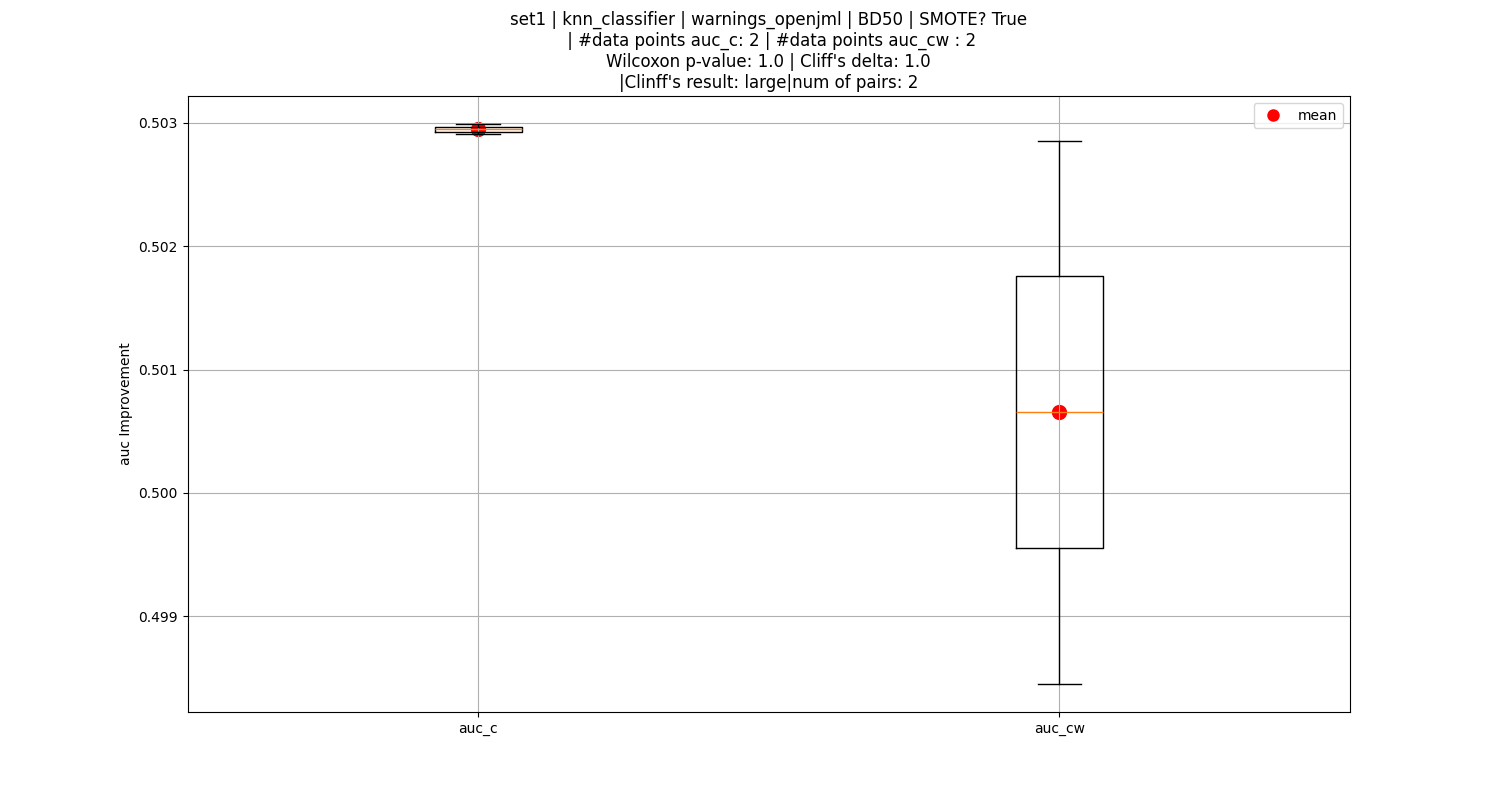 set1 | knn_classifier | warnings_openjml | BD50 | SMOTE? True
| #data points auc_c: 2 | #data points auc_cw : 2
Wilcoxon p-value: 1.0 | Cliff's delta: 1.0
|Clinff's result: large|num of pairs: 2
mean
0.503
0.502
0.501
0.500
0.499
auc Improvement
auc_c
auc_cw